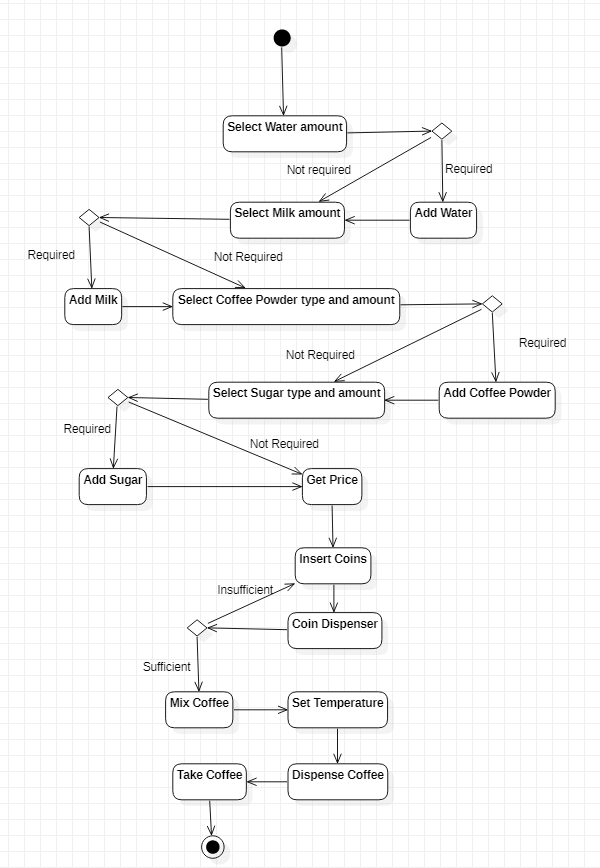 Select Water amount
Not required
Required
Select Milk amount
Add Water
Required
Not Required
Add Milk
Select Coffee Powder type and amount
Required
Not Required
Select Sugar type and amount
Add Coffee Powder
Required
Not Required
Add Sugar
Get Price
Insert Coins
Insufficient
Coin Dispenser
Sufficient
Mix Coffee
Set Temperature
Take Coffee
Dispense Coffee